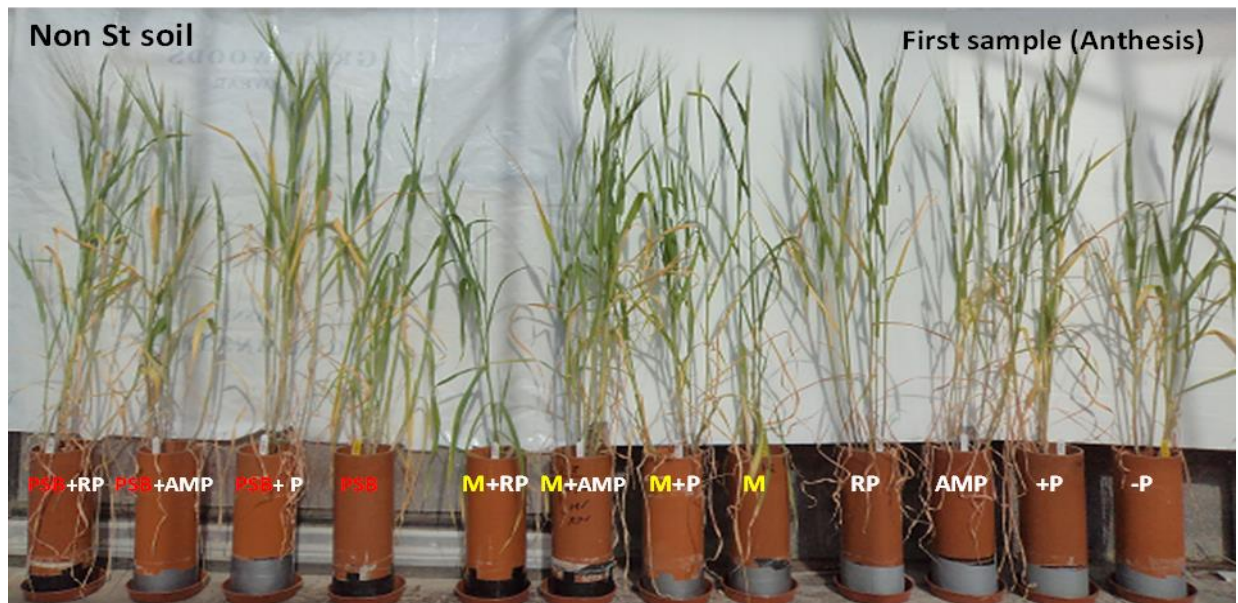 Non St soil
First sample (Anthesis)
PSB+RP
PSB+AMP
PSB+ P
PSB
M+RP
M+AMP
M+P
M
RP
AMP
+P
-P